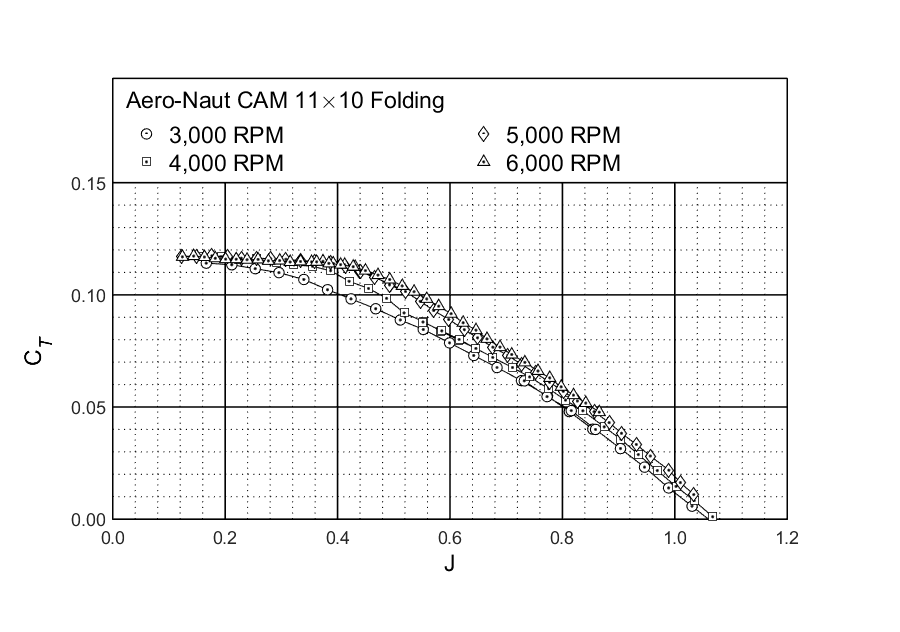 Aero-Naut CAM 11×10 Folding
3,000 RPM
5,000 RPM
4,000 RPM
6,000 RPM
0.15
0.10
C_T
0.05
0.00
0.0 0.2 0.4 0.6 0.8 1.0 1.2
J